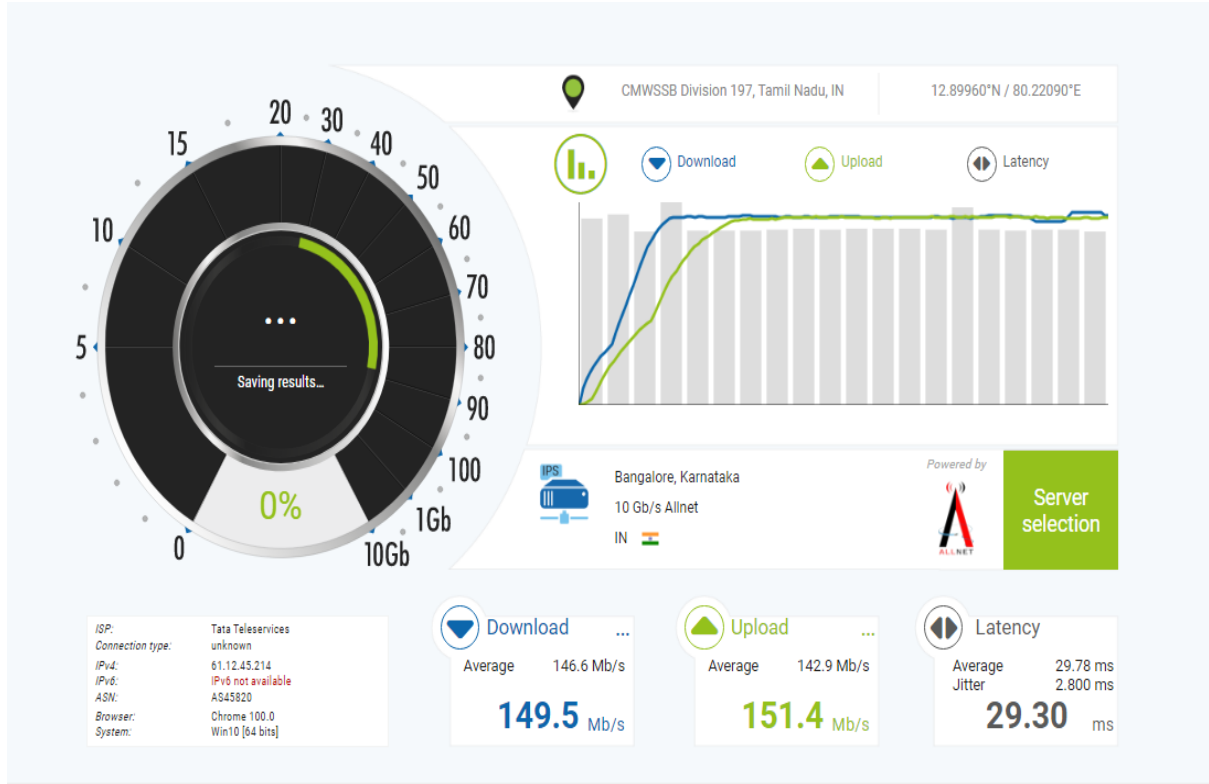 CMWSSB Division 197, Tamil Nadu, IN
12.89960°N / 80.22090°E
0
5
10
15
20
30
40
50
60
70
80
90
100
1Gb
10Gb
...
Saving results...
0%
Download
Upload
Latency
IPS
Bangalore, Karnataka
10 Gb/s Allnet
IN
Powered by
ALLNET
Server
selection
ISP: Tata Teleservices
Connection type: unknown
IPv4: 61.12.45.214
IPv6: IPv6 not available
ASN: AS45820
Browser: Chrome 100.0
System: Win10 [64 bits]
Download ...
Average 146.6 Mb/s
149.5 Mb/s
Upload ...
Average 142.9 Mb/s
151.4 Mb/s
Latency
Average 29.78 ms
Jitter 2.800 ms
29.30 ms